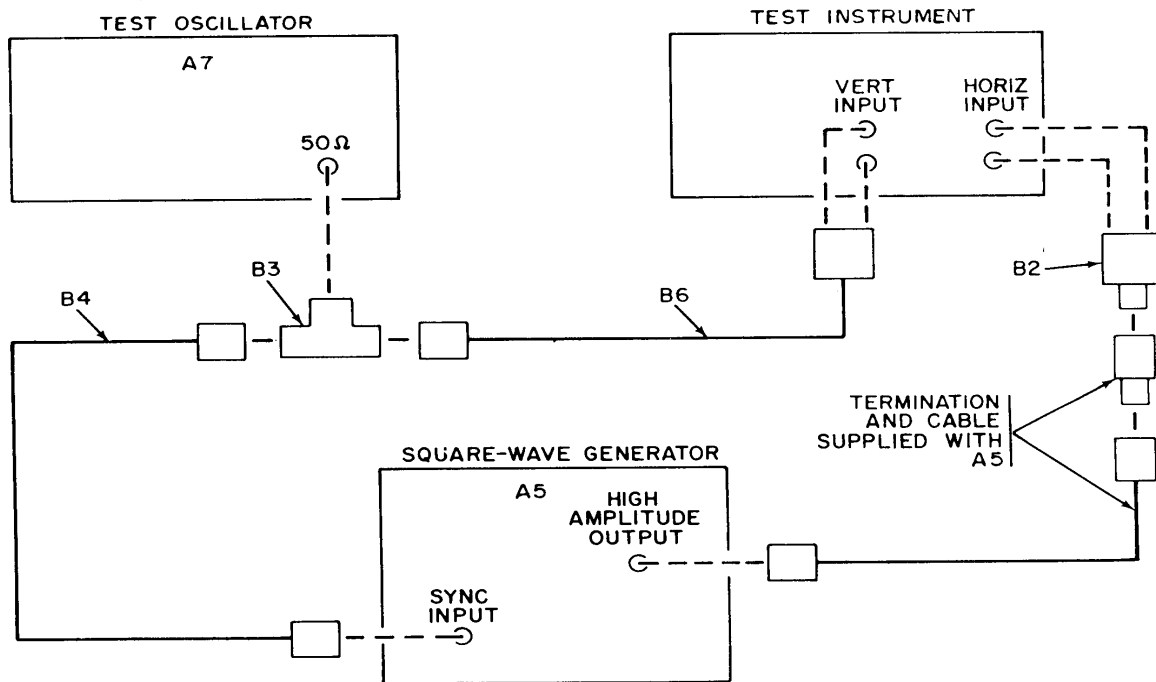 TEST OSCILLATOR
A7
50Ω
TEST INSTRUMENT
VERT
INPUT
HORIZ
INPUT
B4
B3
B6
B2
TERMINATION
AND CABLE
SUPPLIED WITH
A5
SQUARE-WAVE GENERATOR
A5
HIGH
AMPLITUDE
OUTPUT
SYNC
INPUT